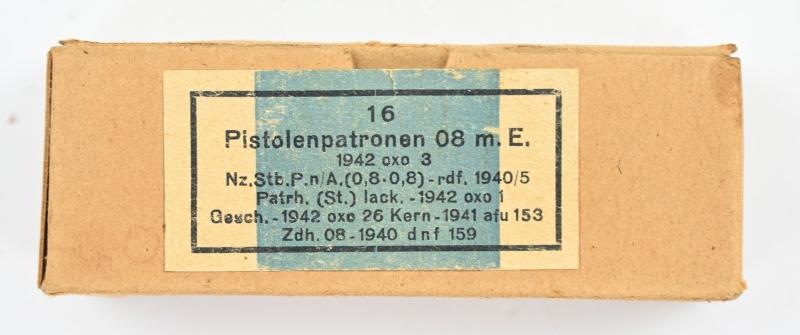 16
Pistolenpatronen 08 m. E.
1942 oxo 3
Nz.Stb.P.n/A.(0,8·0,8)-rdf. 1940/5
Patrh. (St.) lack. - 1942 oxo 1
Gesch. - 1942 oxo 26 Kern - 1941 afu 153
Zdh. 08 - 1940 dnf 159